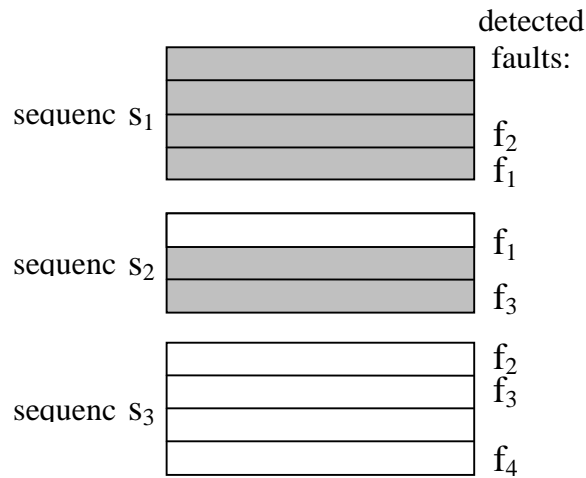 detected
faults:
sequenc s₁
f₂
f₁
f₁
sequenc s₂
f₃
f₂
f₃
sequenc s₃
f₄